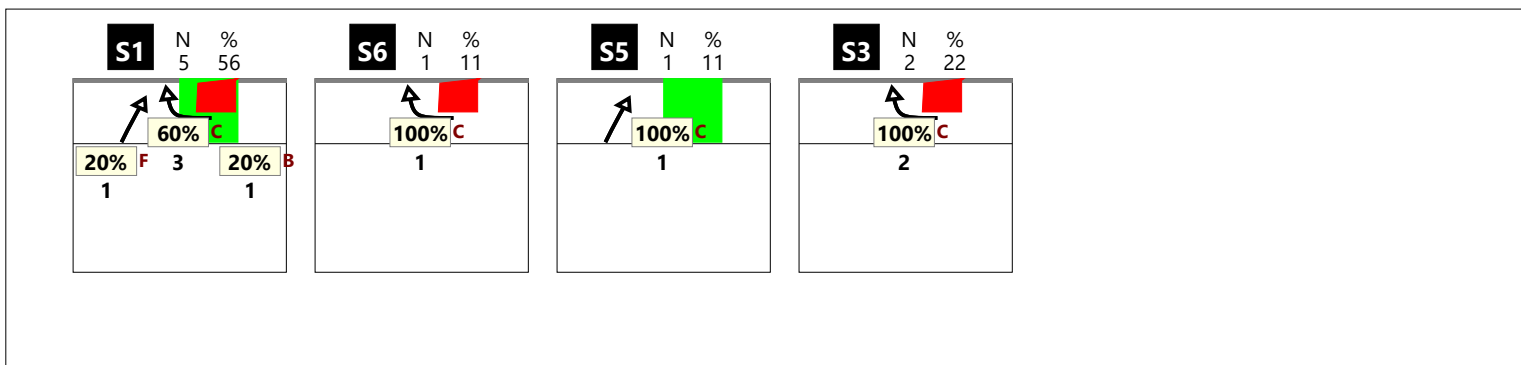 S1 N % S6 N % S5 N % S3 N %
5 56 1 11 1 11 2 22
60% C 100% C 100% C 100% C
20% F 3 20% B 1 1 2
1 1